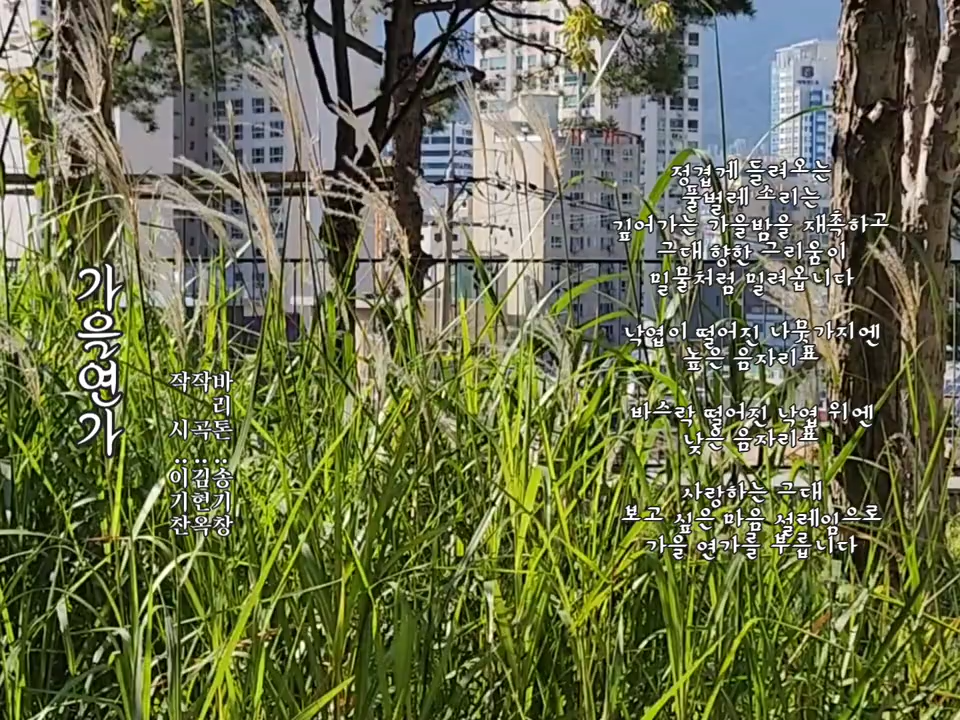 가을연가
작시 : 이기찬
작곡 : 김현옥
바리톤 : 송기창
정겹게 들려오는
풀벌레 소리는
깊어가는 가을밤을 재촉하고
그대 향한 그리움이
밀물처럼 밀려옵니다
낙엽이 떨어진 나뭇가지엔
높은 음자리표
바스락 떨어진 낙엽 위엔
낮은 음자리표
사랑하는 그대
보고 싶은 마음 설레임으로
가을 연가를 부릅니다